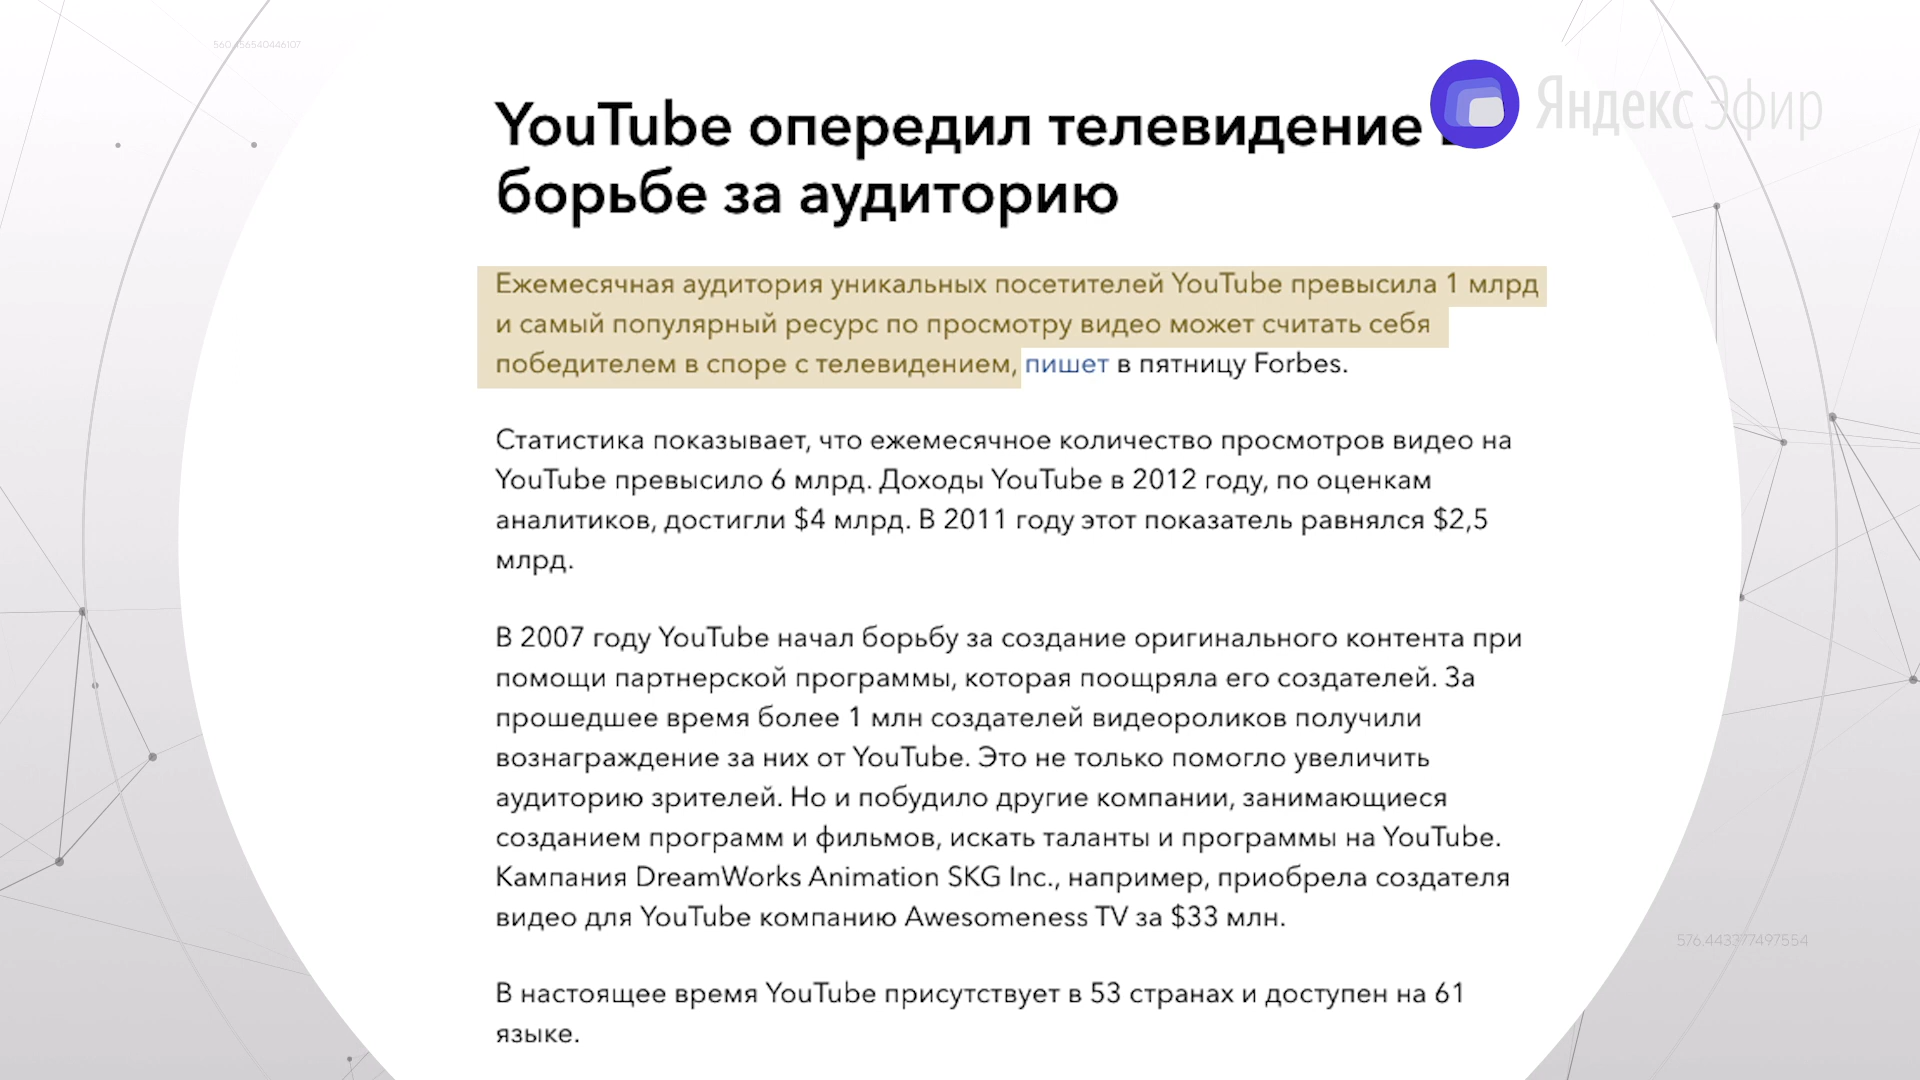 560.456540446107
YouTube опередил телевидение
Яндекс Эфир
борьбе за аудиторию
Ежемесячная аудитория уникальных посетителей YouTube превысила 1 млрд
и самый популярный ресурс по просмотру видео может считать себя
победителем в споре с телевидением, пишет в пятницу Forbes.
Статистика показывает, что ежемесячное количество просмотров видео на
YouTube превысило 6 млрд. Доходы YouTube в 2012 году, по оценкам
аналитиков, достигли $4 млрд. В 2011 году этот показатель равнялся $2,5
млрд.
В 2007 году YouTube начал борьбу за создание оригинального контента при
помощи партнерской программы, которая поощряла его создателей. За
прошедшее время более 1 млн создателей видеороликов получили
вознаграждение за них от YouTube. Это не только помогло увеличить
аудиторию зрителей. Но и побудило другие компании, занимающиеся
созданием программ и фильмов, искать таланты и программы на YouTube.
Кампания DreamWorks Animation SKG Inc., например, приобрела создателя
видео для YouTube компанию Awesomeness TV за $33 млн.
576.443377497554
В настоящее время YouTube присутствует в 53 странах и доступен на 61
языке.